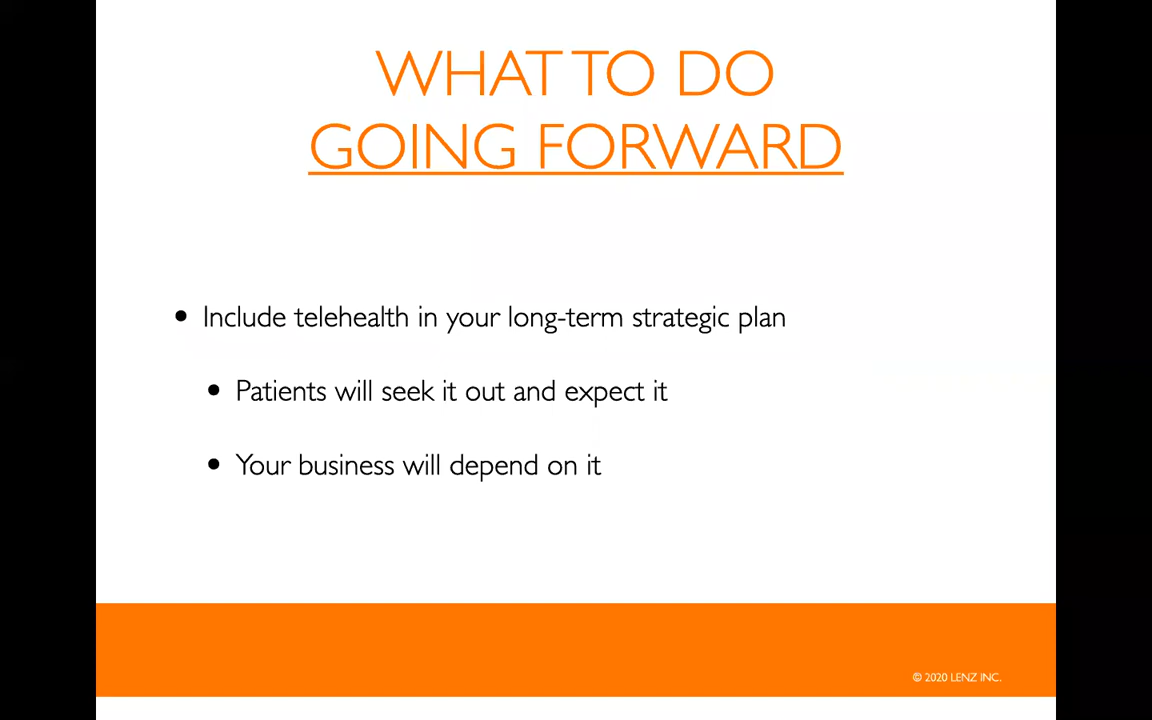 WHAT TO DO
GOING FORWARD
• Include telehealth in your long-term strategic plan
• Patients will seek it out and expect it
• Your business will depend on it
© 2020 LENZ INC.